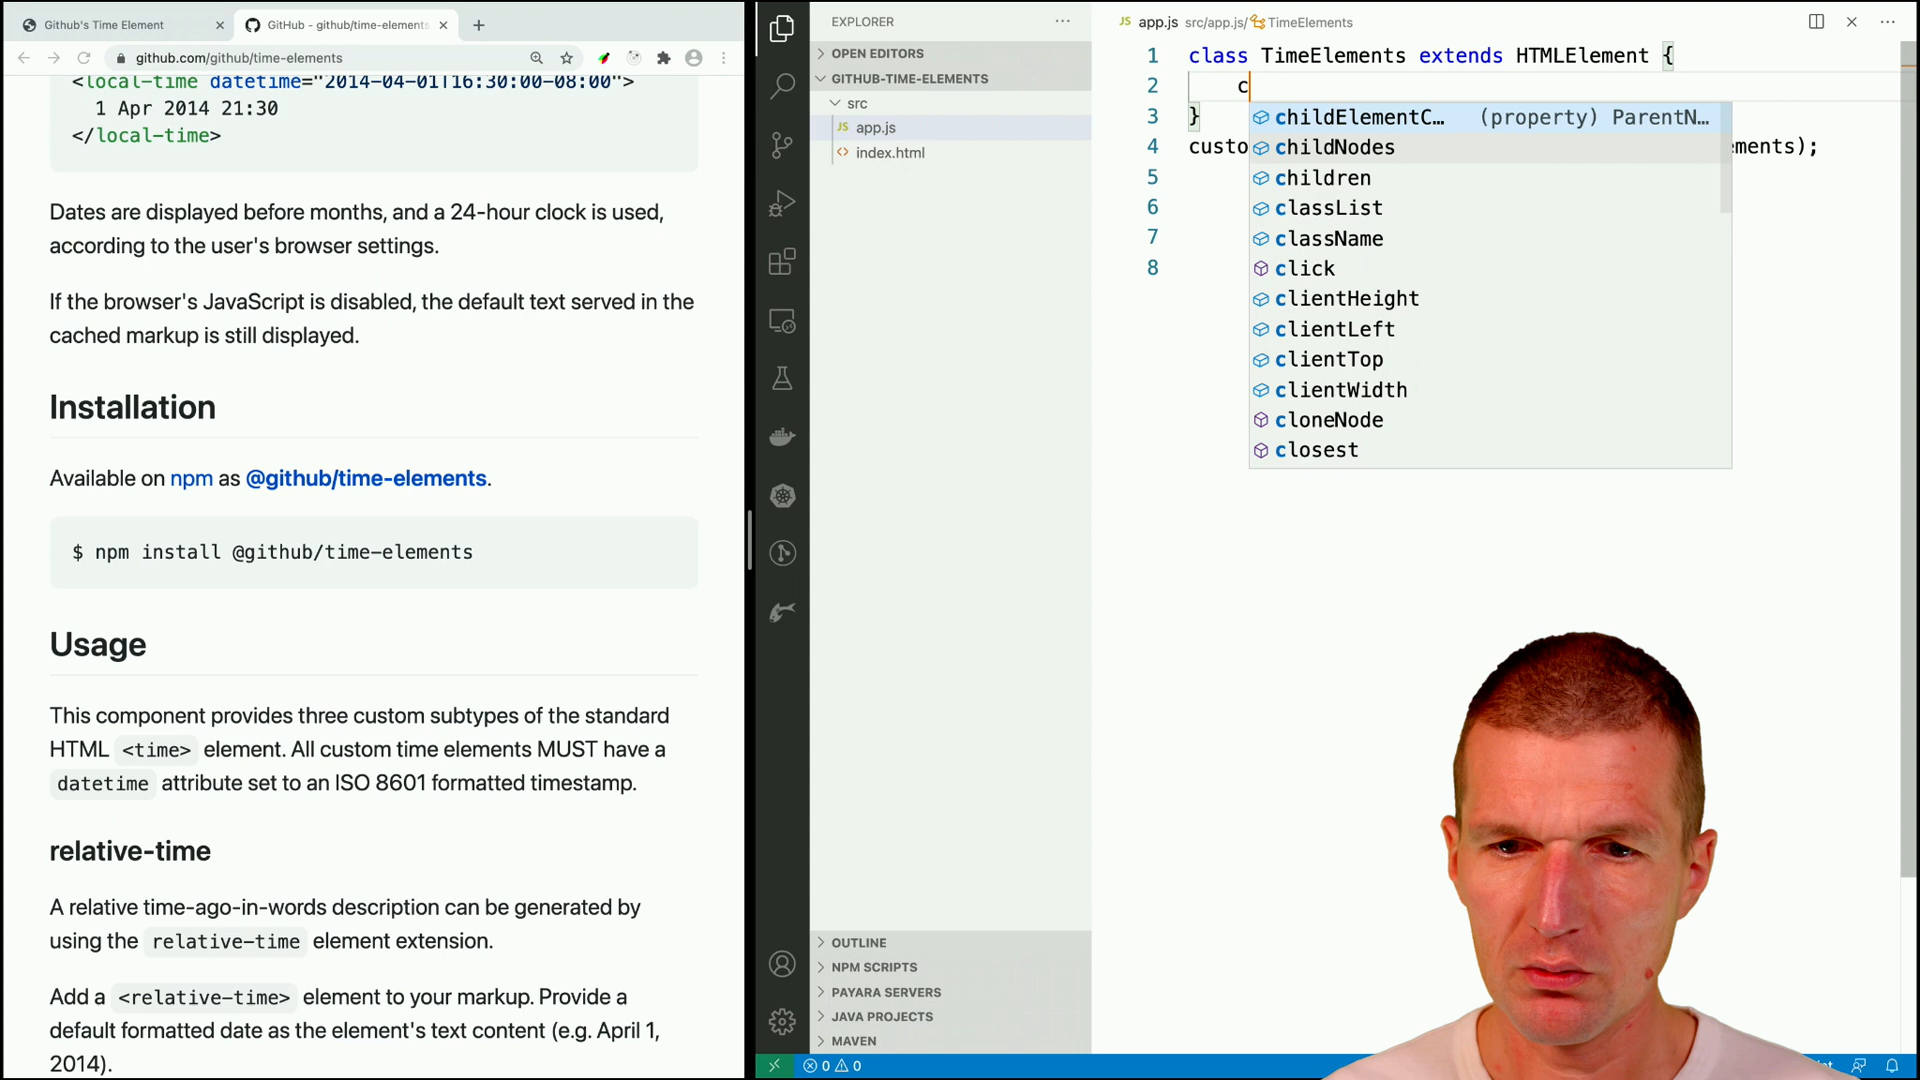 Github's Time Element
GitHub - github/time-elements
github.com/github/time-elements
<local-time datetime="2014-04-01T16:30:00-08:00">
1 Apr 2014 21:30
</local-time>
Dates are displayed before months, and a 24-hour clock is used,
according to the user's browser settings.
If the browser's JavaScript is disabled, the default text served in the
cached markup is still displayed.
Installation
Available on npm as @github/time-elements.
$ npm install @github/time-elements
Usage
This component provides three custom subtypes of the standard
HTML <time> element. All custom time elements MUST have a
datetime attribute set to an ISO 8601 formatted timestamp.
relative-time
A relative time-ago-in-words description can be generated by
using the relative-time element extension.
Add a <relative-time> element to your markup. Provide a
default formatted date as the element's text content (e.g. April 1,
2014).
EXPLORER
OPEN EDITORS
GITHUB-TIME-ELEMENTS
src
JS app.js
<> index.html
OUTLINE
NPM SCRIPTS
PAYARA SERVERS
JAVA PROJECTS
MAVEN
0 0
JS app.js src/app.js/ TimeElements
1 class TimeElements extends HTMLElement {
2 c
3 }
4 custo ments);
5
6
7
8
childElementC… (property) ParentN…
childNodes
children
classList
className
click
clientHeight
clientLeft
clientTop
clientWidth
cloneNode
closest